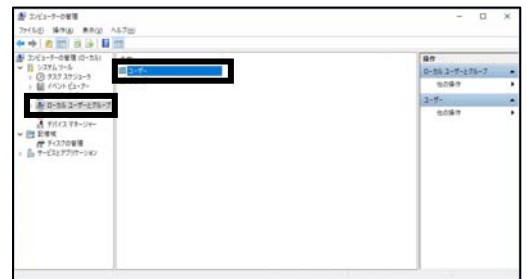 コンピューターの管理
ファイル(F) 操作(A) 表示(V) ヘルプ(H)
コンピューターの管理 (ローカル)
システム ツール
タスク スケジューラ
イベント ビューアー
ローカル ユーザーとグループ
デバイス マネージャー
記憶域
ディスクの管理
サービスとアプリケーション
ユーザー
操作
ローカル ユーザーとグループ
他の操作
ユーザー
他の操作